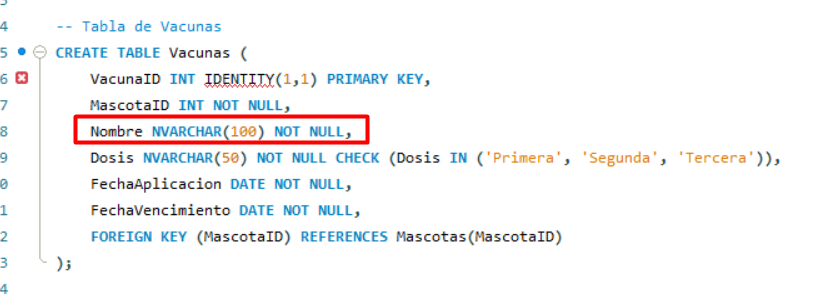 4 -- Tabla de Vacunas
5 CREATE TABLE Vacunas (
6 VacunaID INT IDENTITY(1,1) PRIMARY KEY,
7 MascotaID INT NOT NULL,
8 Nombre NVARCHAR(100) NOT NULL,
9 Dosis NVARCHAR(50) NOT NULL CHECK (Dosis IN ('Primera', 'Segunda', 'Tercera')),
0 FechaAplicacion DATE NOT NULL,
1 FechaVencimiento DATE NOT NULL,
2 FOREIGN KEY (MascotaID) REFERENCES Mascotas(MascotaID)
3 );
4